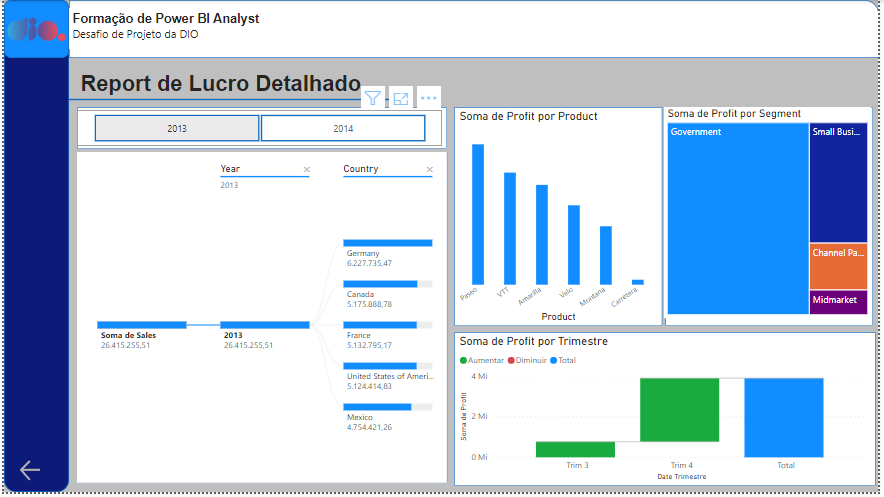 dio.
Formação de Power BI Analyst
Desafio de Projeto da DIO
Report de Lucro Detalhado
2013
2014
Year
Country
2013
Soma de Sales
26.415.255,51
2013
26.415.255,51
Germany
6.227.735,47
Canada
5.175.888,78
France
5.132.795,17
United States of Ameri...
5.124.414,83
Mexico
4.754.421,26
Soma de Profit por Product
Paseo
VTT
Amarilla
Velo
Montana
Carretera
Product
Soma de Profit por Segment
Government
Small Busi...
Channel Pa...
Midmarket
Soma de Profit por Trimestre
Aumentar Diminuir Total
Soma de Profit
4 Mi
2 Mi
0 Mi
Trim 3
Trim 4
Total
Date Trimestre